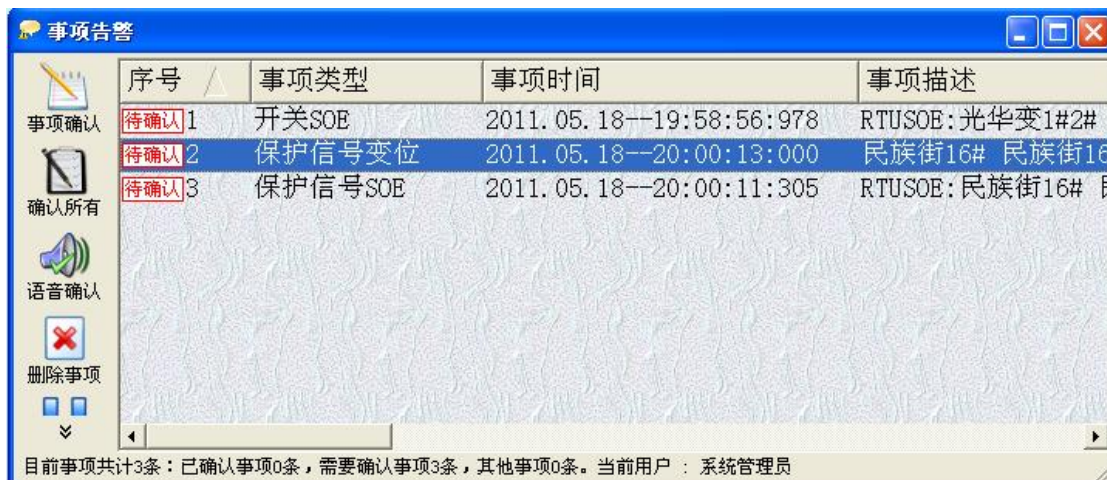 事项告警
序号 事项类型 事项时间 事项描述
待确认 1 开关SOE 2011.05.18--19:58:56:978 RTUSOE:光华变1#2#
待确认 2 保护信号变位 2011.05.18--20:00:13:000 民族街16# 民族街16
待确认 3 保护信号SOE 2011.05.18--20:00:11:305 RTUSOE:民族街16#
事项确认
确认所有
语音确认
删除事项
目前事项共计3条：已确认事项0条，需要确认事项3条，其他事项0条。当前用户 : 系统管理员